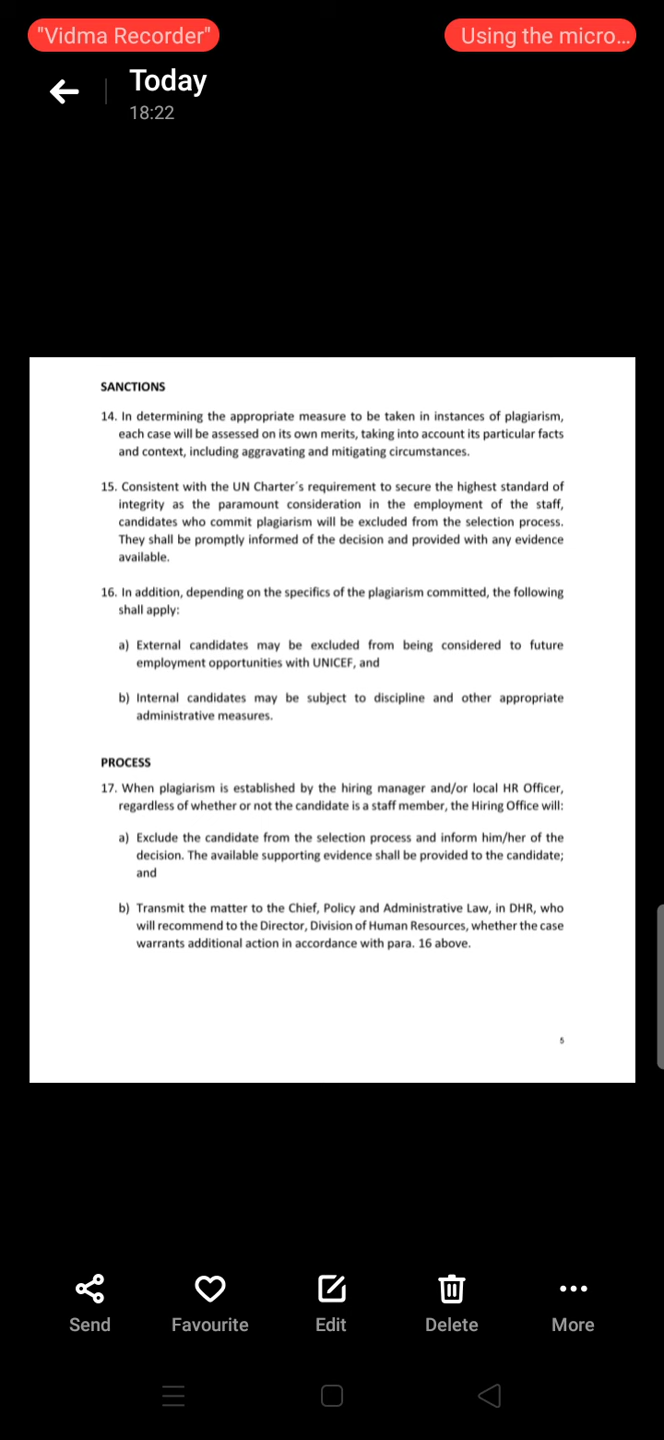 "Vidma Recorder"
Using the micro...
Today
18:22
SANCTIONS
14. In determining the appropriate measure to be taken in instances of plagiarism,
each case will be assessed on its own merits, taking into account its particular facts
and context, including aggravating and mitigating circumstances.
15. Consistent with the UN Charter´s requirement to secure the highest standard of
integrity as the paramount consideration in the employment of the staff,
candidates who commit plagiarism will be excluded from the selection process.
They shall be promptly informed of the decision and provided with any evidence
available.
16. In addition, depending on the specifics of the plagiarism committed, the following
shall apply:
a) External candidates may be excluded from being considered to future
employment opportunities with UNICEF, and
b) Internal candidates may be subject to discipline and other appropriate
administrative measures.
PROCESS
17. When plagiarism is established by the hiring manager and/or local HR Officer,
regardless of whether or not the candidate is a staff member, the Hiring Office will:
a) Exclude the candidate from the selection process and inform him/her of the
decision. The available supporting evidence shall be provided to the candidate;
and
b) Transmit the matter to the Chief, Policy and Administrative Law, in DHR, who
will recommend to the Director, Division of Human Resources, whether the case
warrants additional action in accordance with para. 16 above.
5
Send
Favourite
Edit
Delete
More